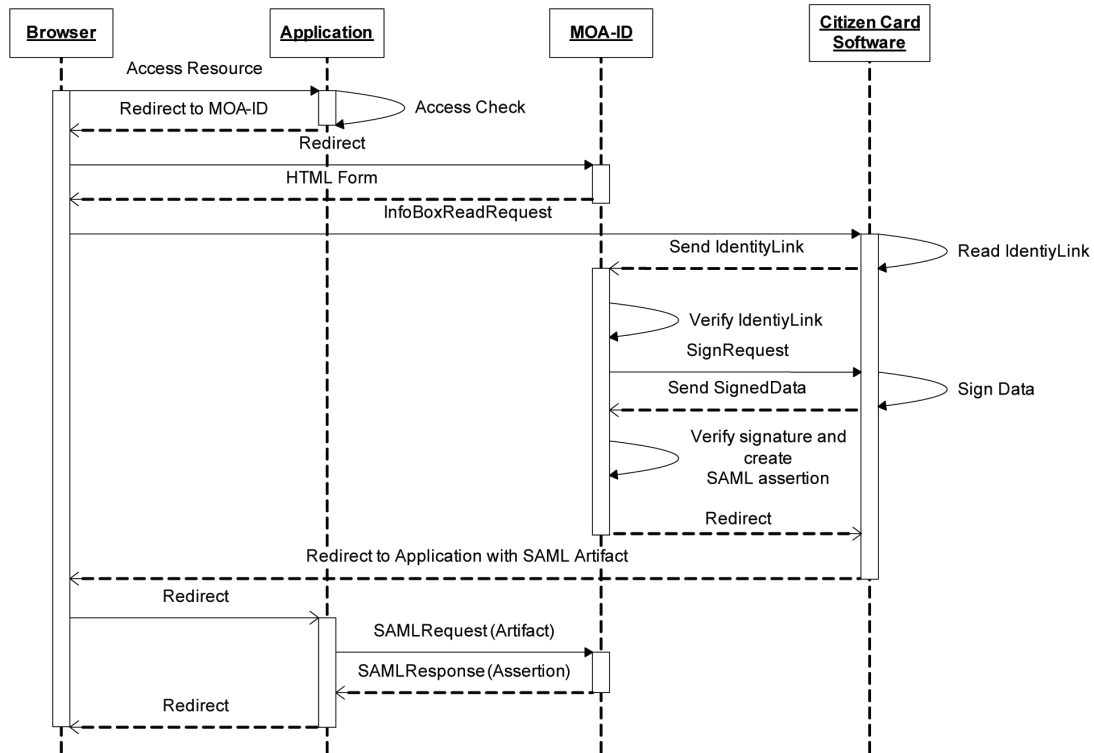 Browser
Application
MOA-ID
Citizen Card
Software
Access Resource
Redirect to MOA-ID
Access Check
Redirect
HTML Form
InfoBoxReadRequest
Send IdentityLink
Read IdentiyLink
Verify IdentiyLink
SignRequest
Send SignedData
Sign Data
Verify signature and
create
SAML assertion
Redirect
Redirect to Application with SAML Artifact
Redirect
SAMLRequest (Artifact)
SAMLResponse (Assertion)
Redirect